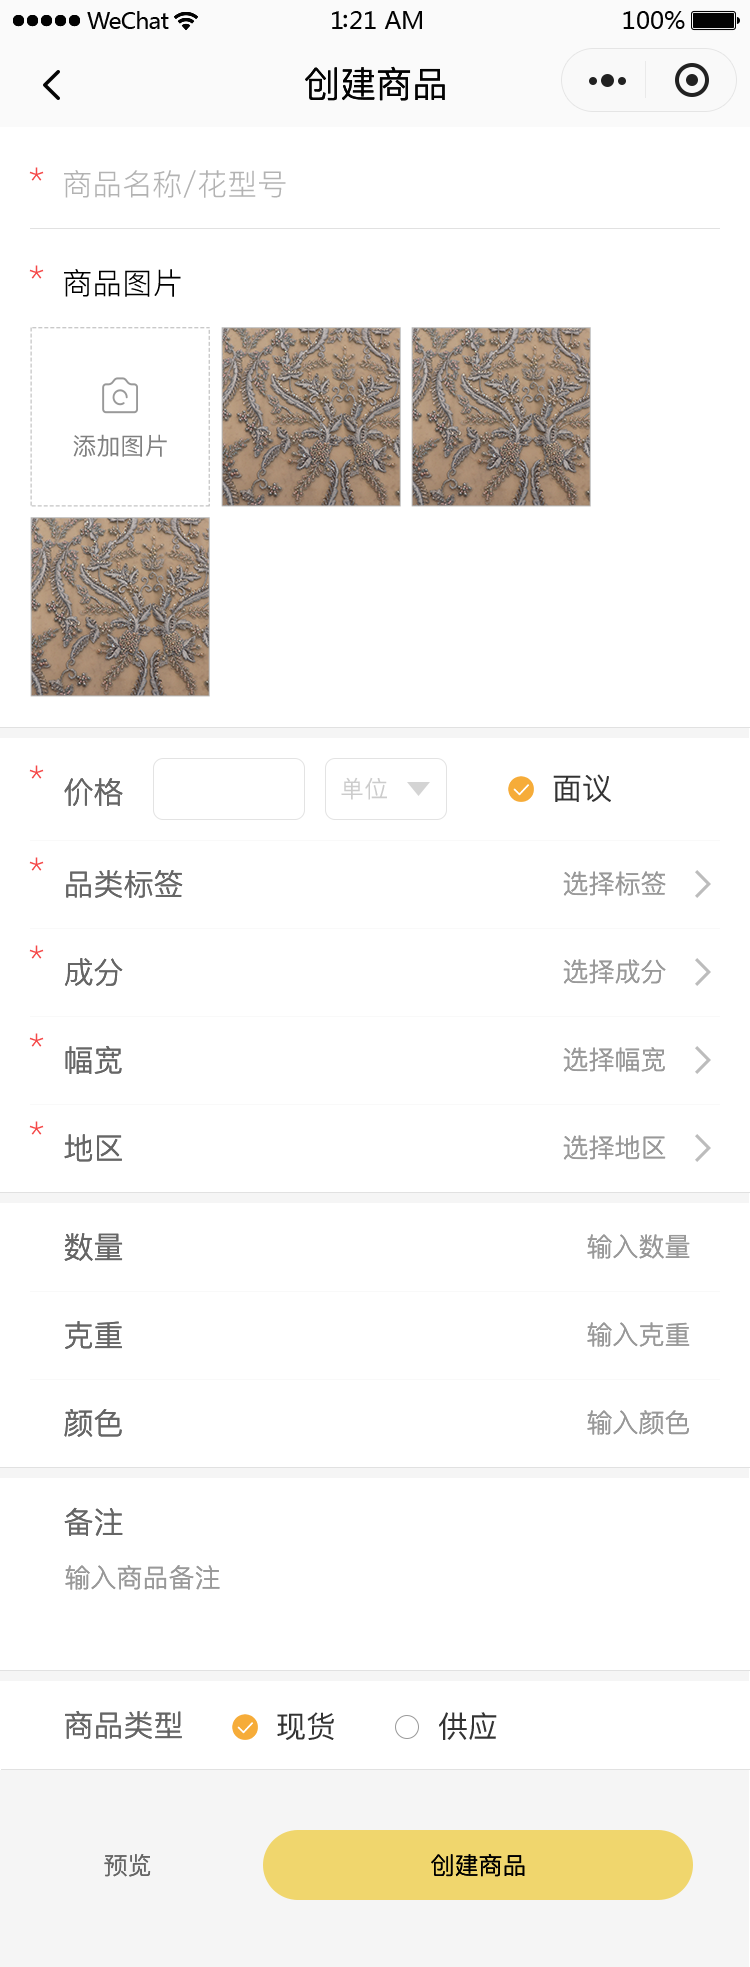 WeChat 1:21 AM 100%
创建商品
* 商品名称/花型号
* 商品图片
添加图片
* 价格 单位 面议
* 品类标签 选择标签
* 成分 选择成分
* 幅宽 选择幅宽
* 地区 选择地区
数量 输入数量
克重 输入克重
颜色 输入颜色
备注
输入商品备注
商品类型 现货 供应
预览 创建商品